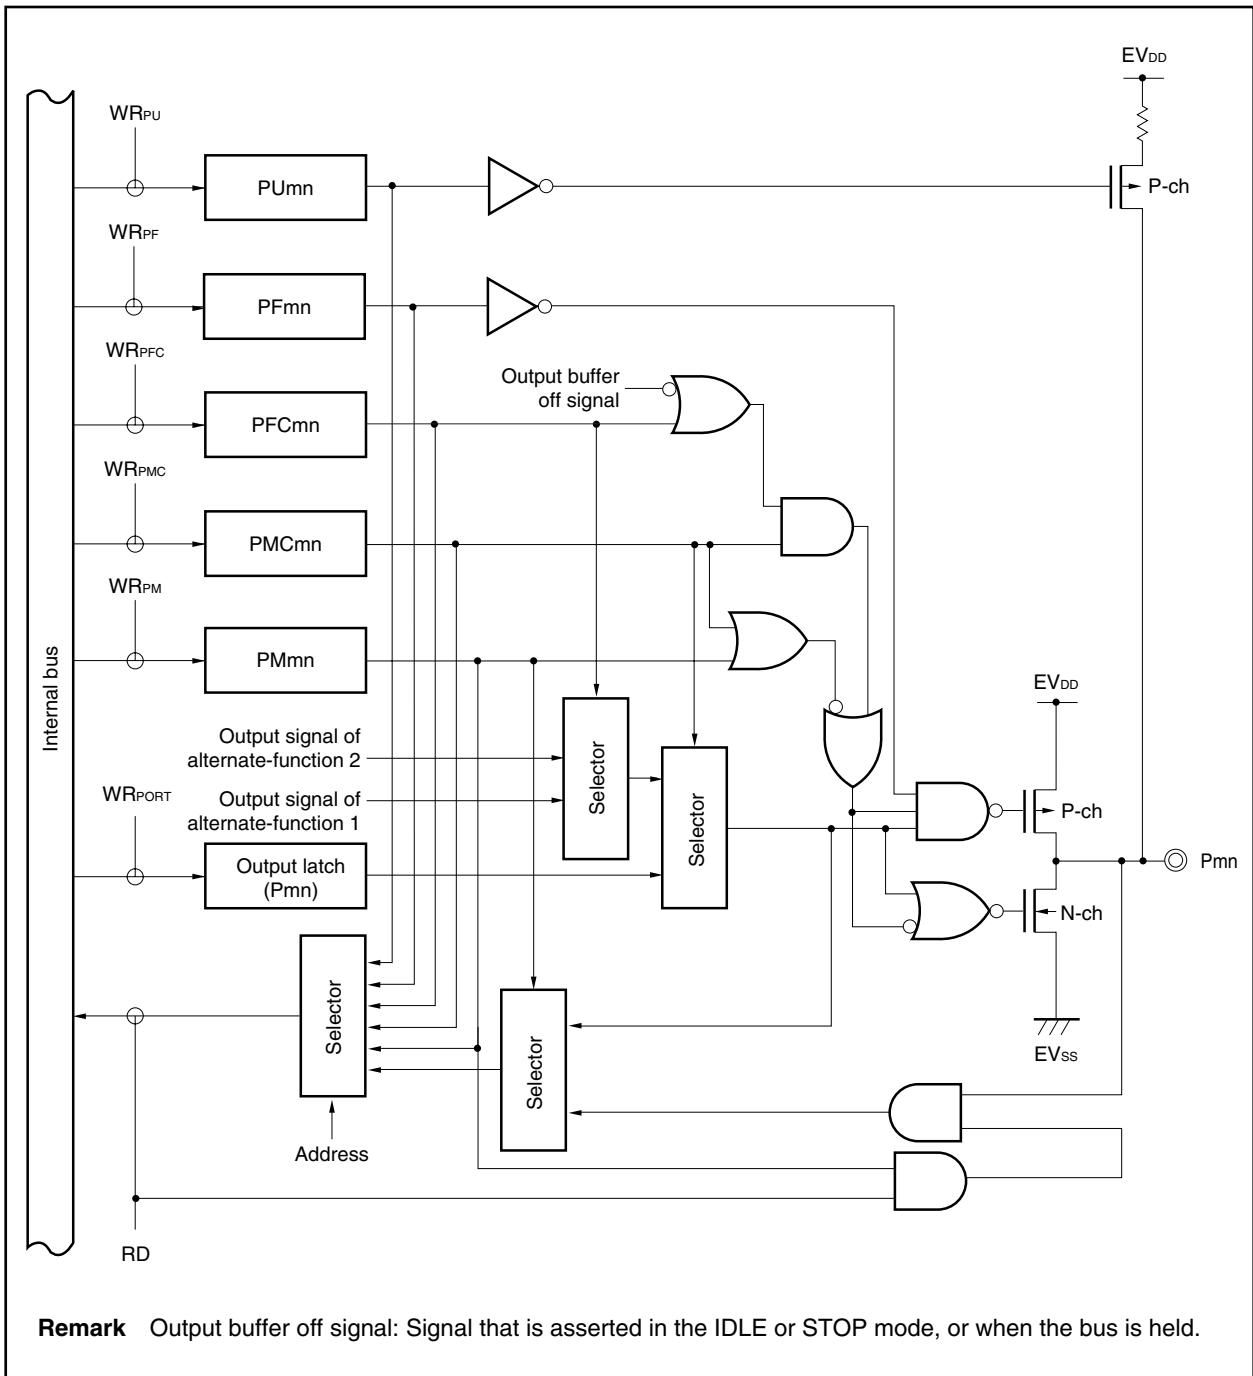 EVDD
WRPU
PUmn
P-ch
WRPF
PFmn
WRPFC
Output buffer
off signal
PFCmn
WRPMC
PMCmn
WRPM
PMmn
Internal bus
EVDD
Output signal of
alternate-function 2
Selector
Selector
WRPORT
Output signal of
alternate-function 1
P-ch
Output latch
(Pmn)
Pmn
N-ch
Selector
Selector
EVSS
Address
RD
Remark Output buffer off signal: Signal that is asserted in the IDLE or STOP mode, or when the bus is held.